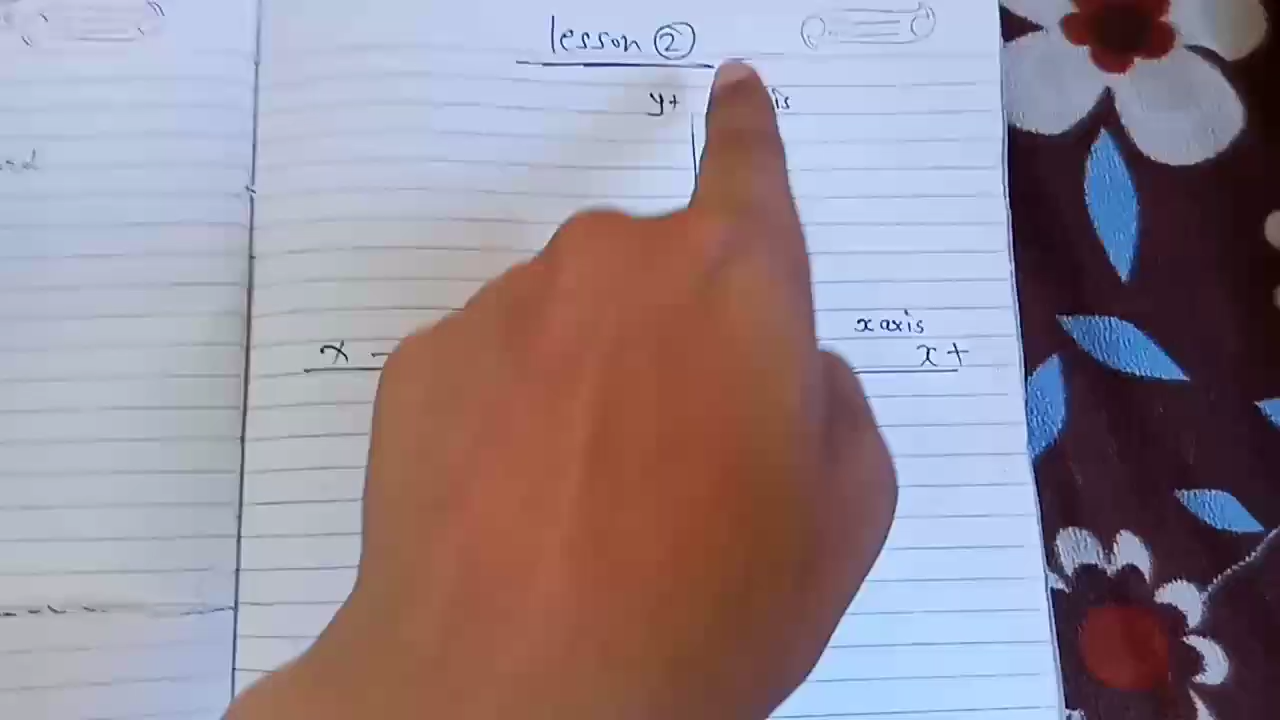 lesson ②
y+
x axis
x - x +